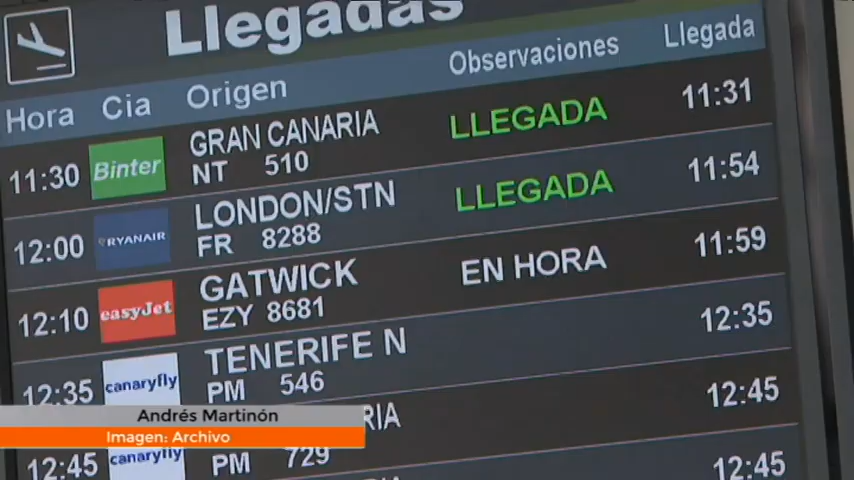 Llegadas
Hora Cia Origen Observaciones Llegada
11:30 Binter GRAN CANARIA LLEGADA 11:31
NT 510
12:00 RYANAIR LONDON/STN LLEGADA 11:54
FR 8288
12:10 easyJet GATWICK EN HORA 11:59
EZY 8681
12:35 canaryfly TENERIFE N 12:35
PM 546
Andrés Martinón
RIA 12:45
Imagen: Archivo
12:45 canaryfly PM 729 12:45